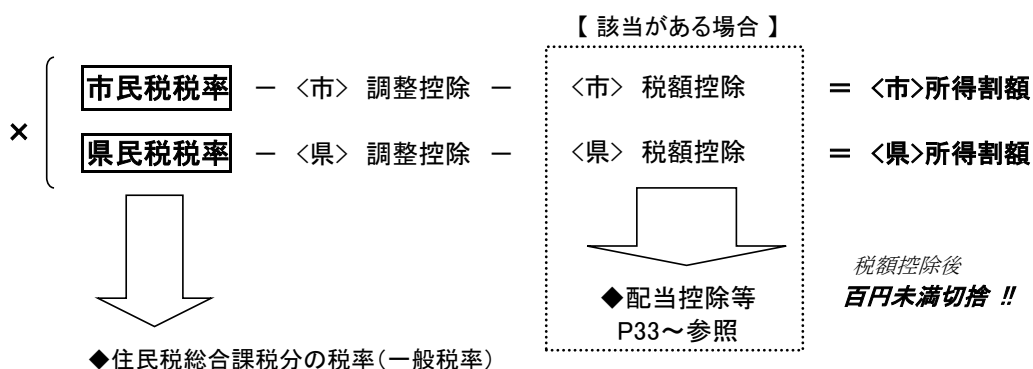 【 該当がある場合 】
× 市民税税率 － <市> 調整控除 － <市> 税額控除 ＝ <市>所得割額
県民税税率 － <県> 調整控除 － <県> 税額控除 ＝ <県>所得割額
税額控除後
百円未満切捨 !!
◆配当控除等
P33～参照
◆住民税総合課税分の税率（一般税率）